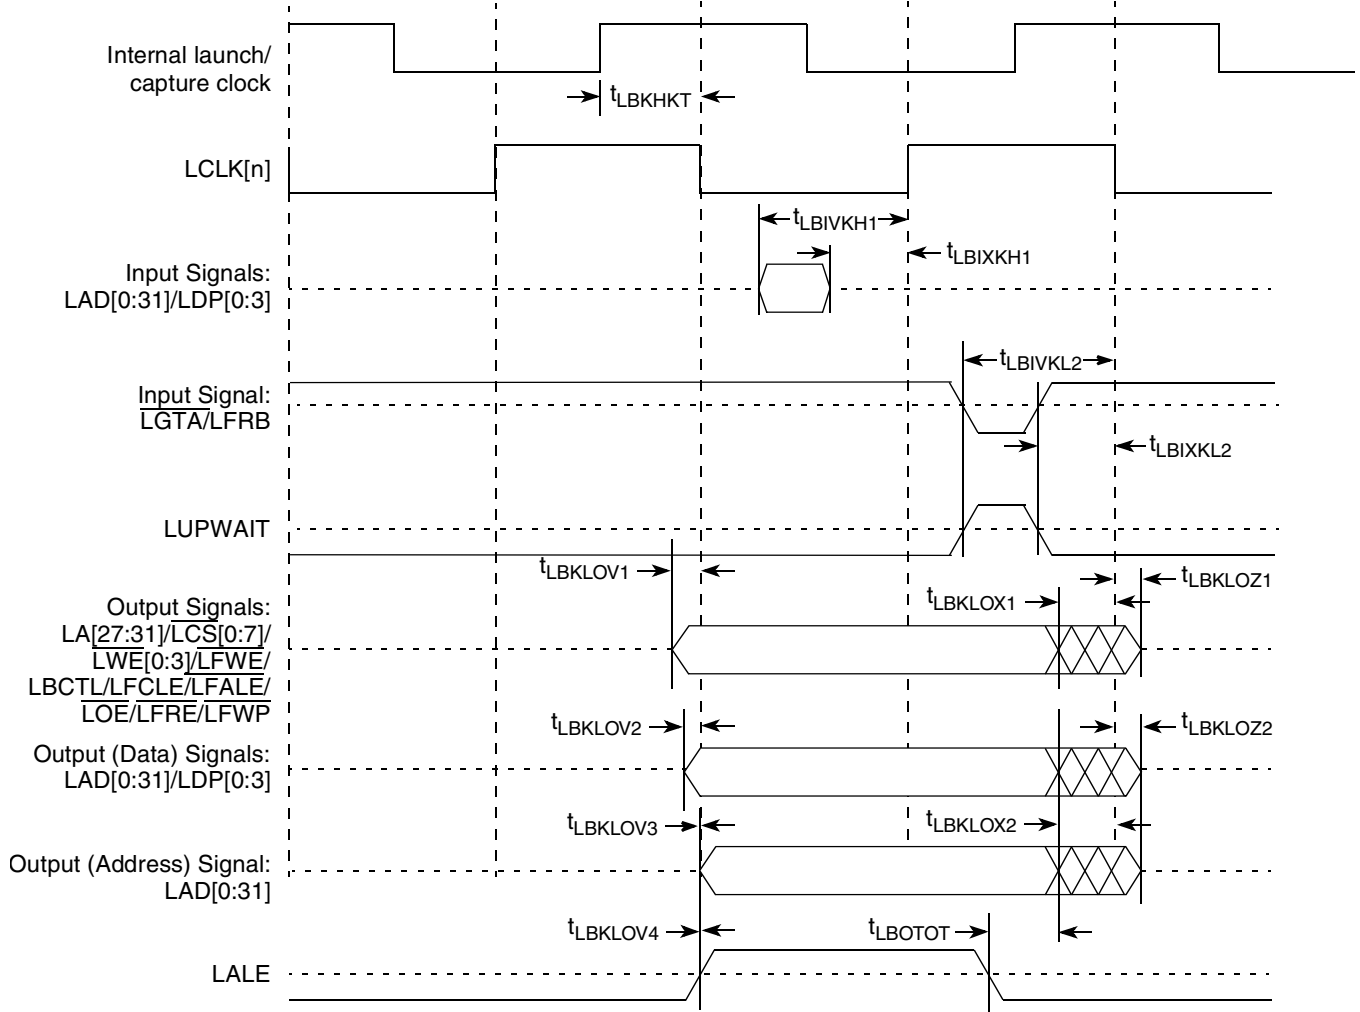 Internal launch/
capture clock
tLBKHKT
LCLK[n]
tLBIVKH1
tLBIXKH1
Input Signals:
LAD[0:31]/LDP[0:3]
tLBIVKL2
Input Signal:
LGTA/LFRB
tLBIXKL2
LUPWAIT
tLBKLOV1
tLBKLOZ1
tLBKLOX1
Output Signals:
LA[27:31]/LCS[0:7]/
LWE[0:3]/LFWE/
LBCTL/LFCLE/LFALE/
LOE/LFRE/LFWP
tLBKLOV2
tLBKLOZ2
Output (Data) Signals:
LAD[0:31]/LDP[0:3]
tLBKLOV3
tLBKLOX2
Output (Address) Signal:
LAD[0:31]
tLBKLOV4
tLBOTOT
LALE